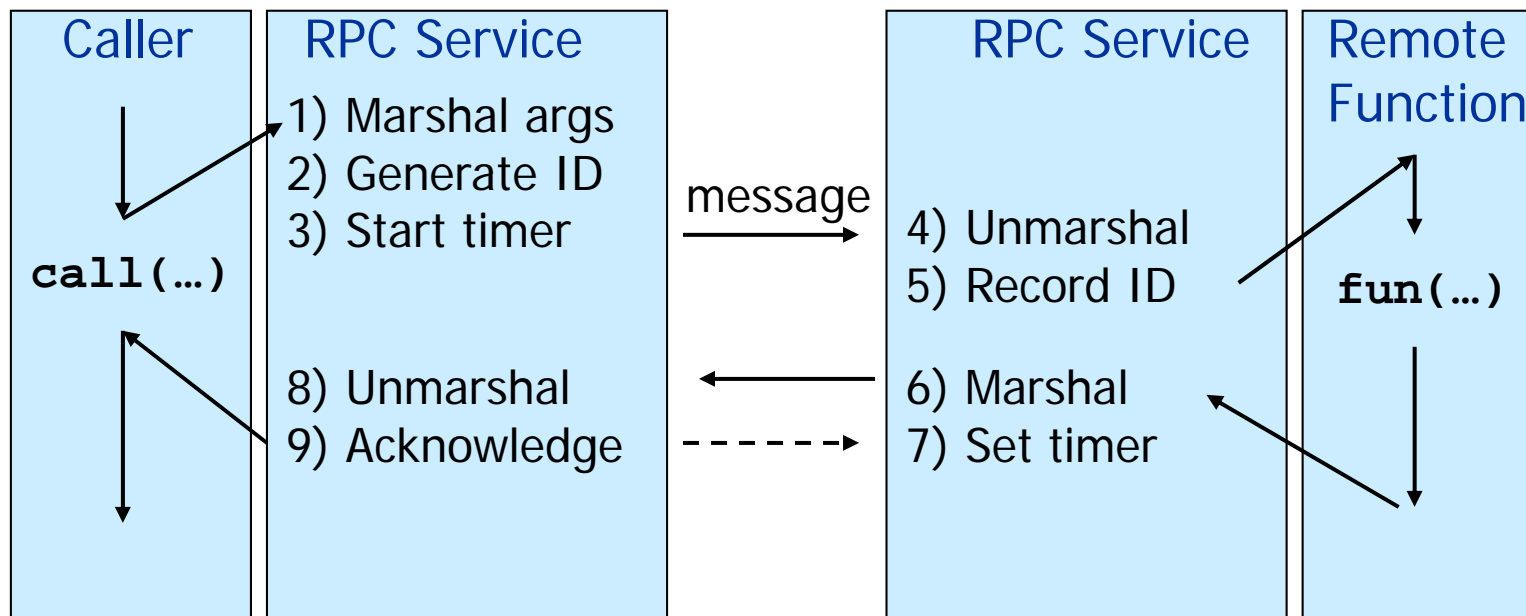 Caller
RPC Service
1) Marshal args
2) Generate ID
3) Start timer
call(…)
8) Unmarshal
9) Acknowledge
message
RPC Service
4) Unmarshal
5) Record ID
6) Marshal
7) Set timer
Remote
Function
fun(…)